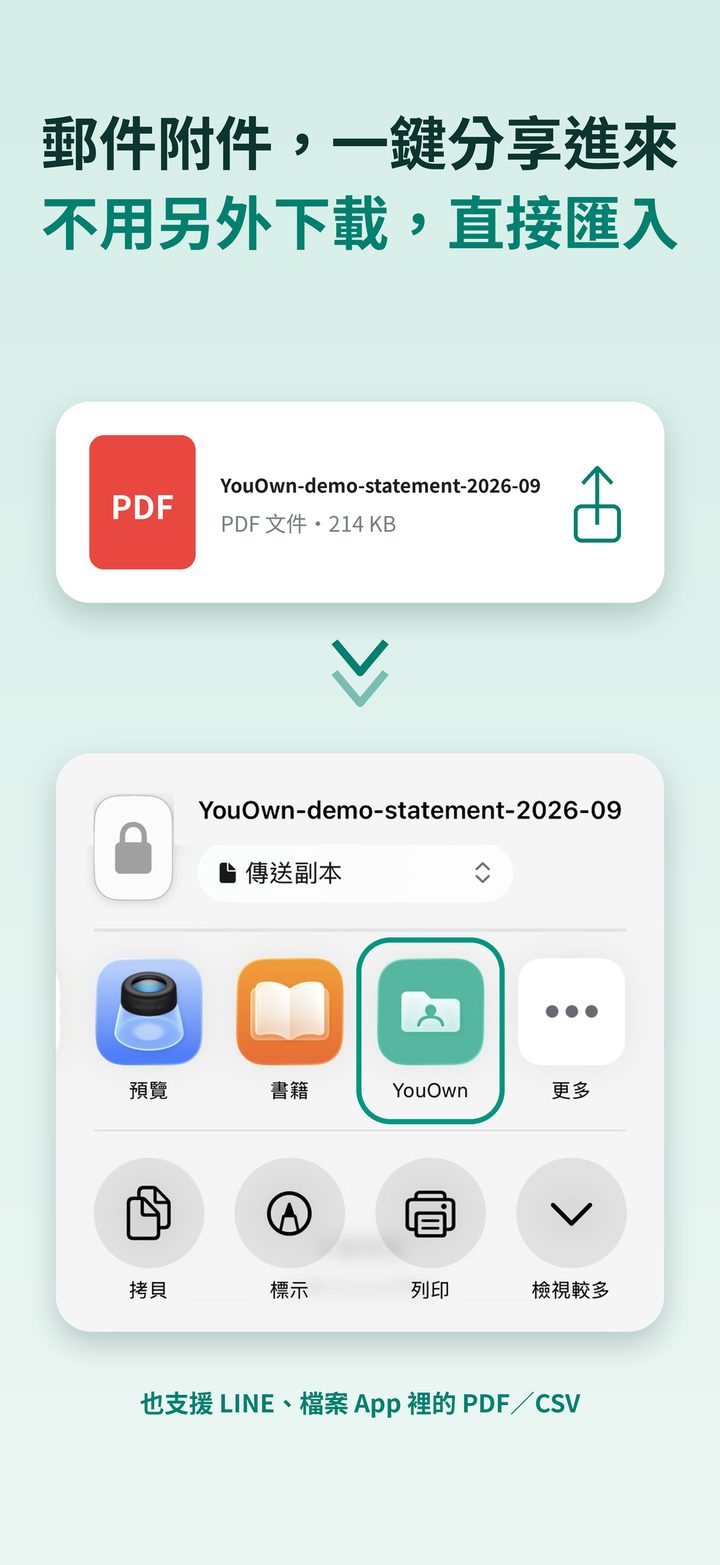 郵件附件，一鍵分享進來
不用另外下載，直接匯入
PDF
YouOwn-demo-statement-2026-09
PDF 文件・214 KB
YouOwn-demo-statement-2026-09
傳送副本
預覽
書籍
YouOwn
更多
拷貝
標示
列印
檢視較多
也支援 LINE、檔案 App 裡的 PDF／CSV